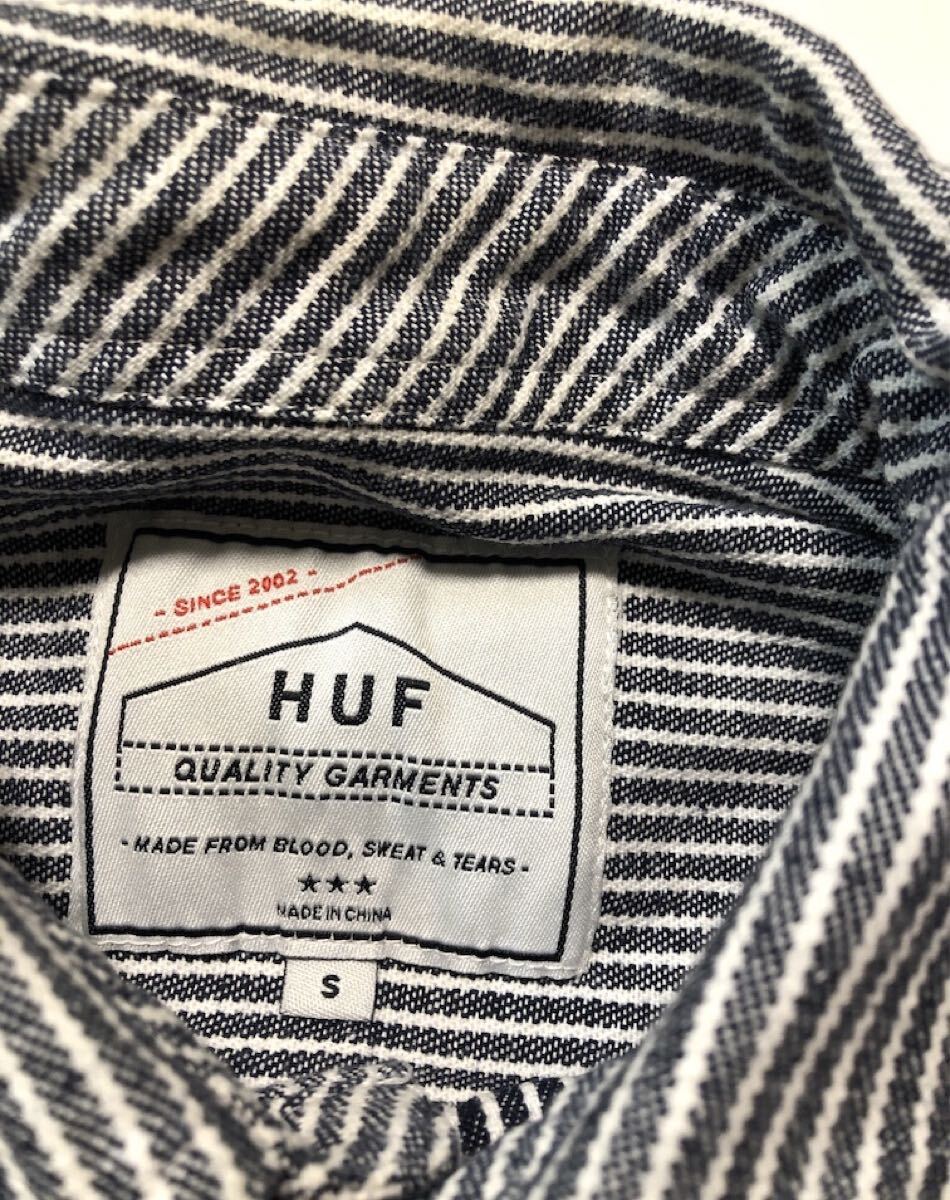 - SINCE 2002 -
HUF
QUALITY GARMENTS
- MADE FROM BLOOD, SWEAT & TEARS -
★★★
MADE IN CHINA
S